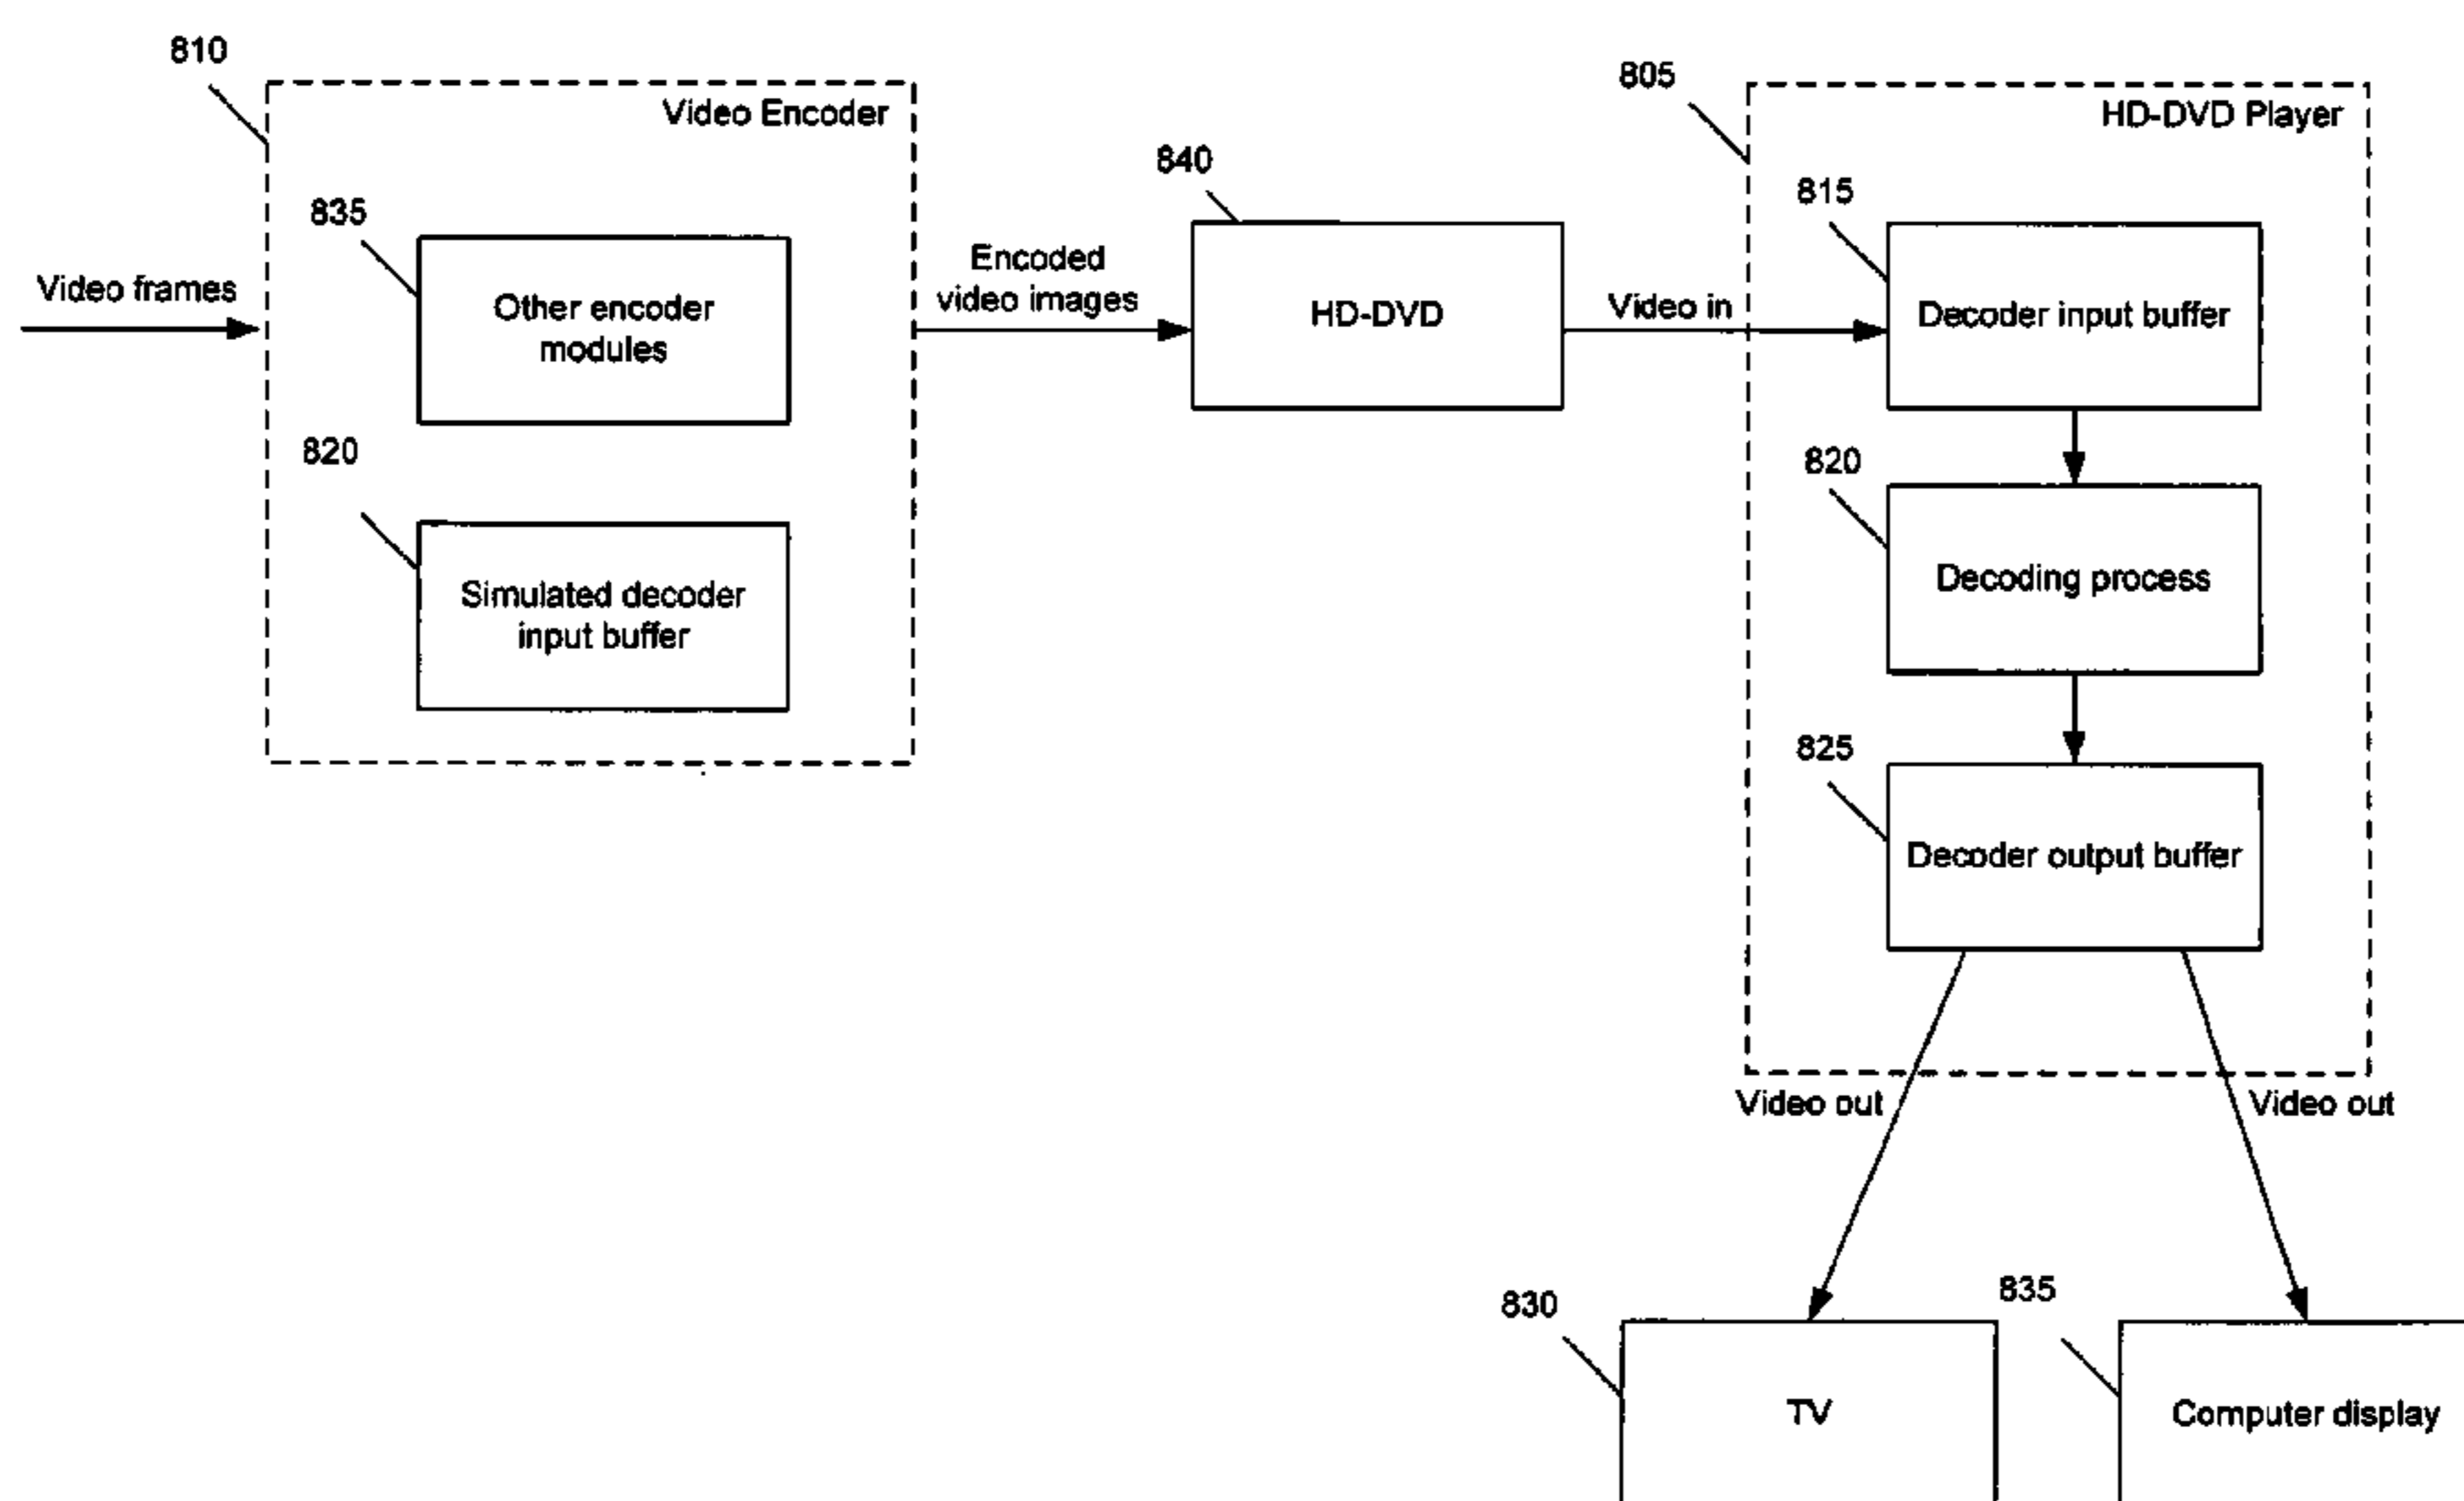 810
Video Encoder
835
Video frames
Other encoder
modules
820
Simulated decoder
input buffer
Encoded
video images
840
HD-DVD
Video in
805
HD-DVD Player
815
Decoder input buffer
820
Decoding process
825
Decoder output buffer
Video out
Video out
830
TV
835
Computer display